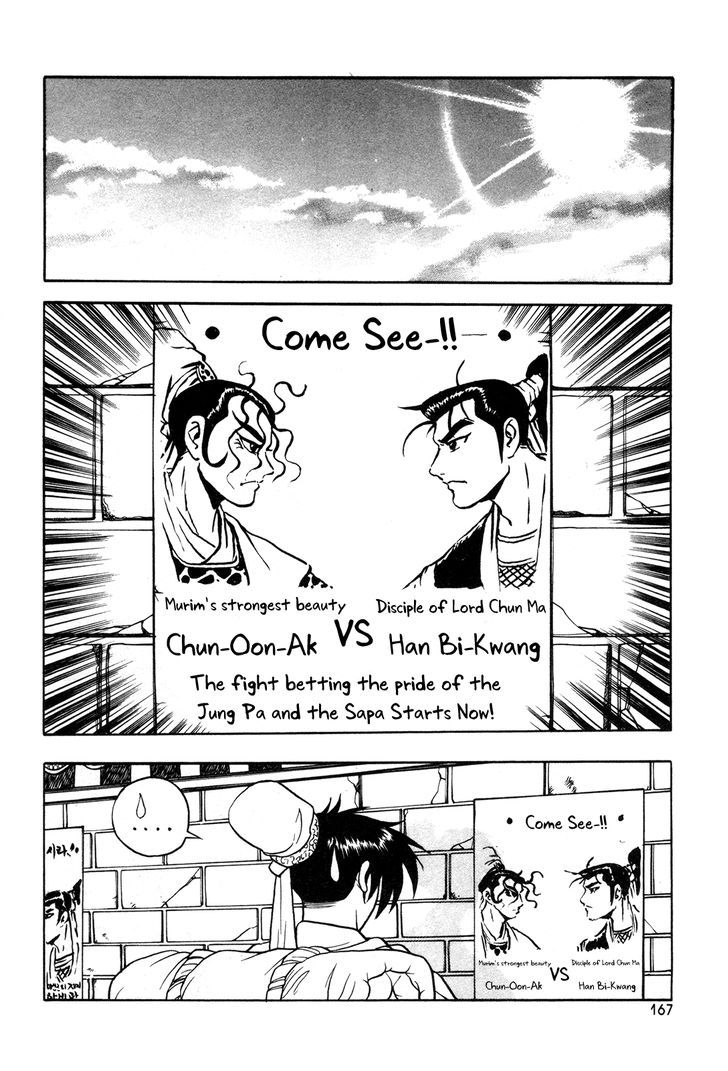 Come See-!!
Murim's strongest beauty
Disciple of Lord Chun Ma
Chun-Oon-Ak
VS
Han Bi-Kwang
The fight betting the pride of the
Jung Pa and the Sapa Starts Now!
....
시라
Come See-!!
Murim's strongest beauty
Disciple of Lord Chun Ma
VS
Chun-Oon-Ak
Han Bi-Kwang
167